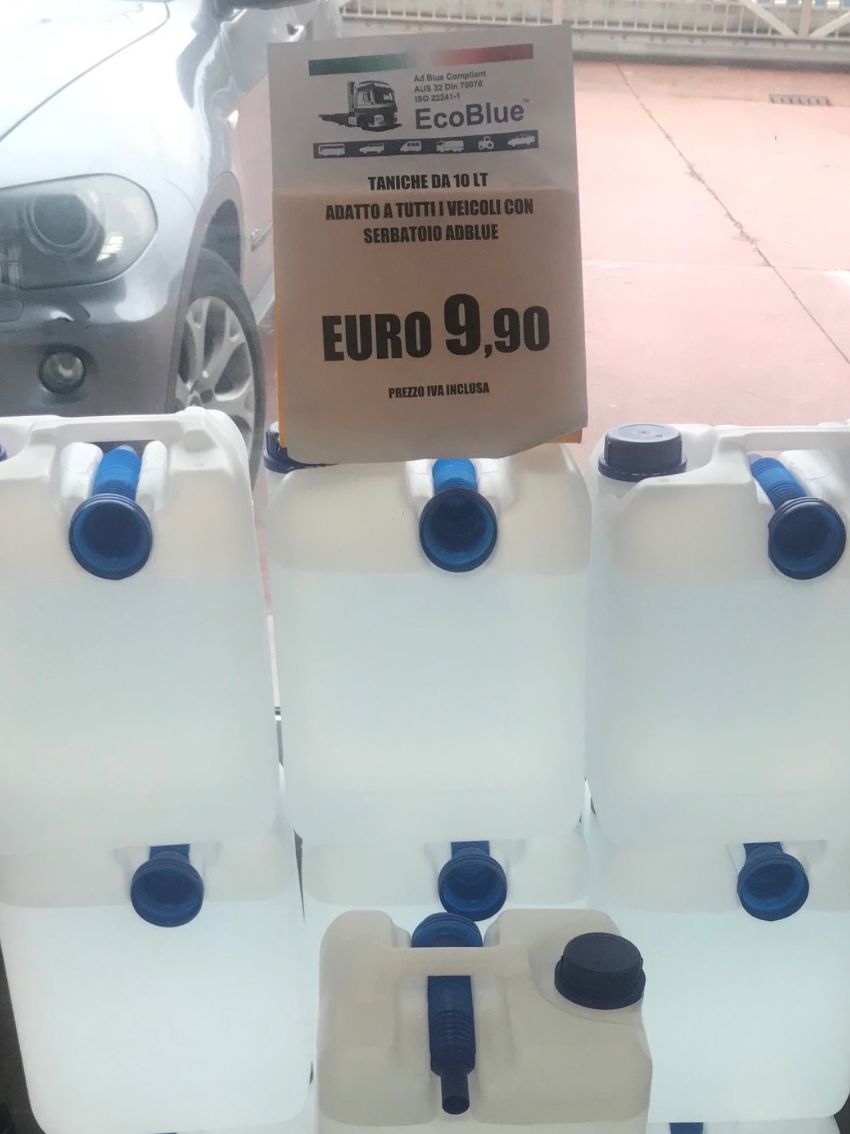 Ad Blue Compliant
AUS 32 Din 70070
ISO 22241-1
EcoBlue™
TANICHE DA 10 LT
ADATTO A TUTTI I VEICOLI CON
SERBATOIO ADBLUE
EURO 9,90
PREZZO IVA INCLUSA